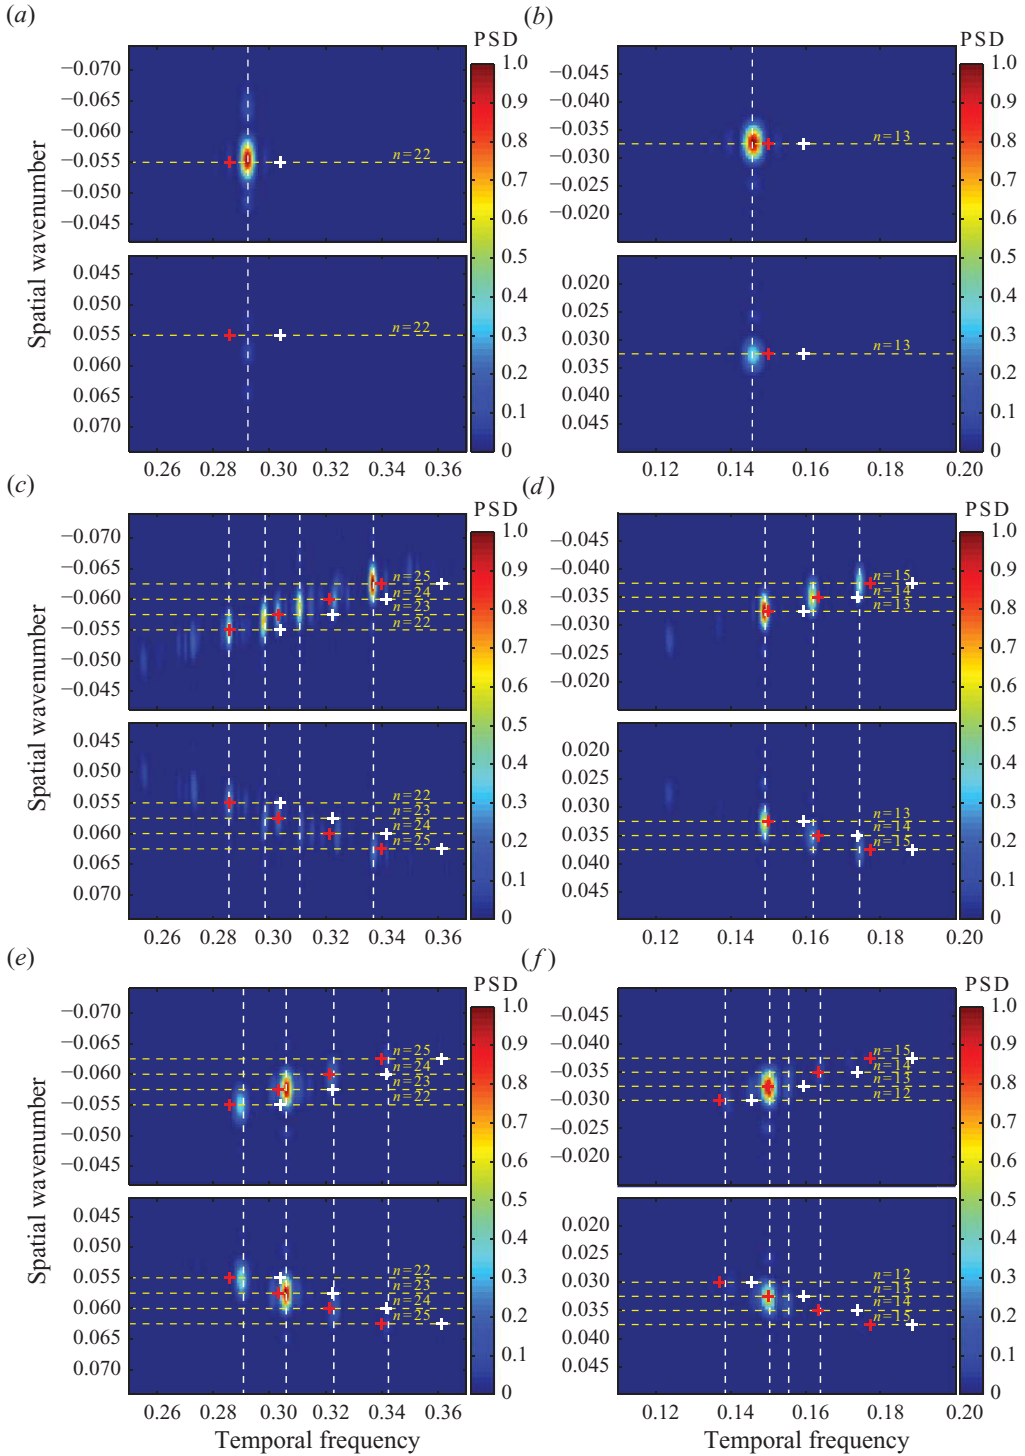 (a)
(b)
PSD
PSD
−0.070
−0.065
−0.060
−0.055
−0.050
−0.045
n=22
1.0
0.9
0.8
0.7
0.6
0.5
0.4
0.3
0.2
0.1
0
−0.045
−0.040
−0.035
−0.030
−0.025
−0.020
n=13
1.0
0.9
0.8
0.7
0.6
0.5
0.4
0.3
0.2
0.1
0
Spatial wavenumber
0.045
0.050
0.055
0.060
0.065
0.070
n=22
0.020
0.025
0.030
0.035
0.040
0.045
n=13
0.26 0.28 0.30 0.32 0.34 0.36
0.12 0.14 0.16 0.18 0.20
(c)
(d)
PSD
PSD
−0.070
−0.065
−0.060
−0.055
−0.050
−0.045
n=25
n=24
n=23
n=22
1.0
0.9
0.8
0.7
0.6
0.5
0.4
0.3
0.2
0.1
0
−0.045
−0.040
−0.035
−0.030
−0.025
−0.020
n=15
n=14
n=13
1.0
0.9
0.8
0.7
0.6
0.5
0.4
0.3
0.2
0.1
0
Spatial wavenumber
0.045
0.050
0.055
0.060
0.065
0.070
n=22
n=23
n=24
n=25
0.020
0.025
0.030
0.035
0.040
0.045
n=13
n=14
n=15
0.26 0.28 0.30 0.32 0.34 0.36
0.12 0.14 0.16 0.18 0.20
(e)
(f)
PSD
PSD
−0.070
−0.065
−0.060
−0.055
−0.050
−0.045
n=25
n=24
n=23
n=22
1.0
0.9
0.8
0.7
0.6
0.5
0.4
0.3
0.2
0.1
0
−0.045
−0.040
−0.035
−0.030
−0.025
−0.020
n=15
n=14
n=13
n=12
1.0
0.9
0.8
0.7
0.6
0.5
0.4
0.3
0.2
0.1
0
Spatial wavenumber
0.045
0.050
0.055
0.060
0.065
0.070
n=22
n=23
n=24
n=25
0.020
0.025
0.030
0.035
0.040
0.045
n=12
n=13
n=14
n=15
0.26 0.28 0.30 0.32 0.34 0.36
0.12 0.14 0.16 0.18 0.20
Temporal frequency
Temporal frequency